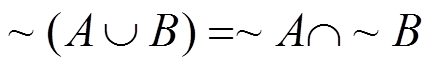 ~ (A ∪ B) =~ A∩ ~ B